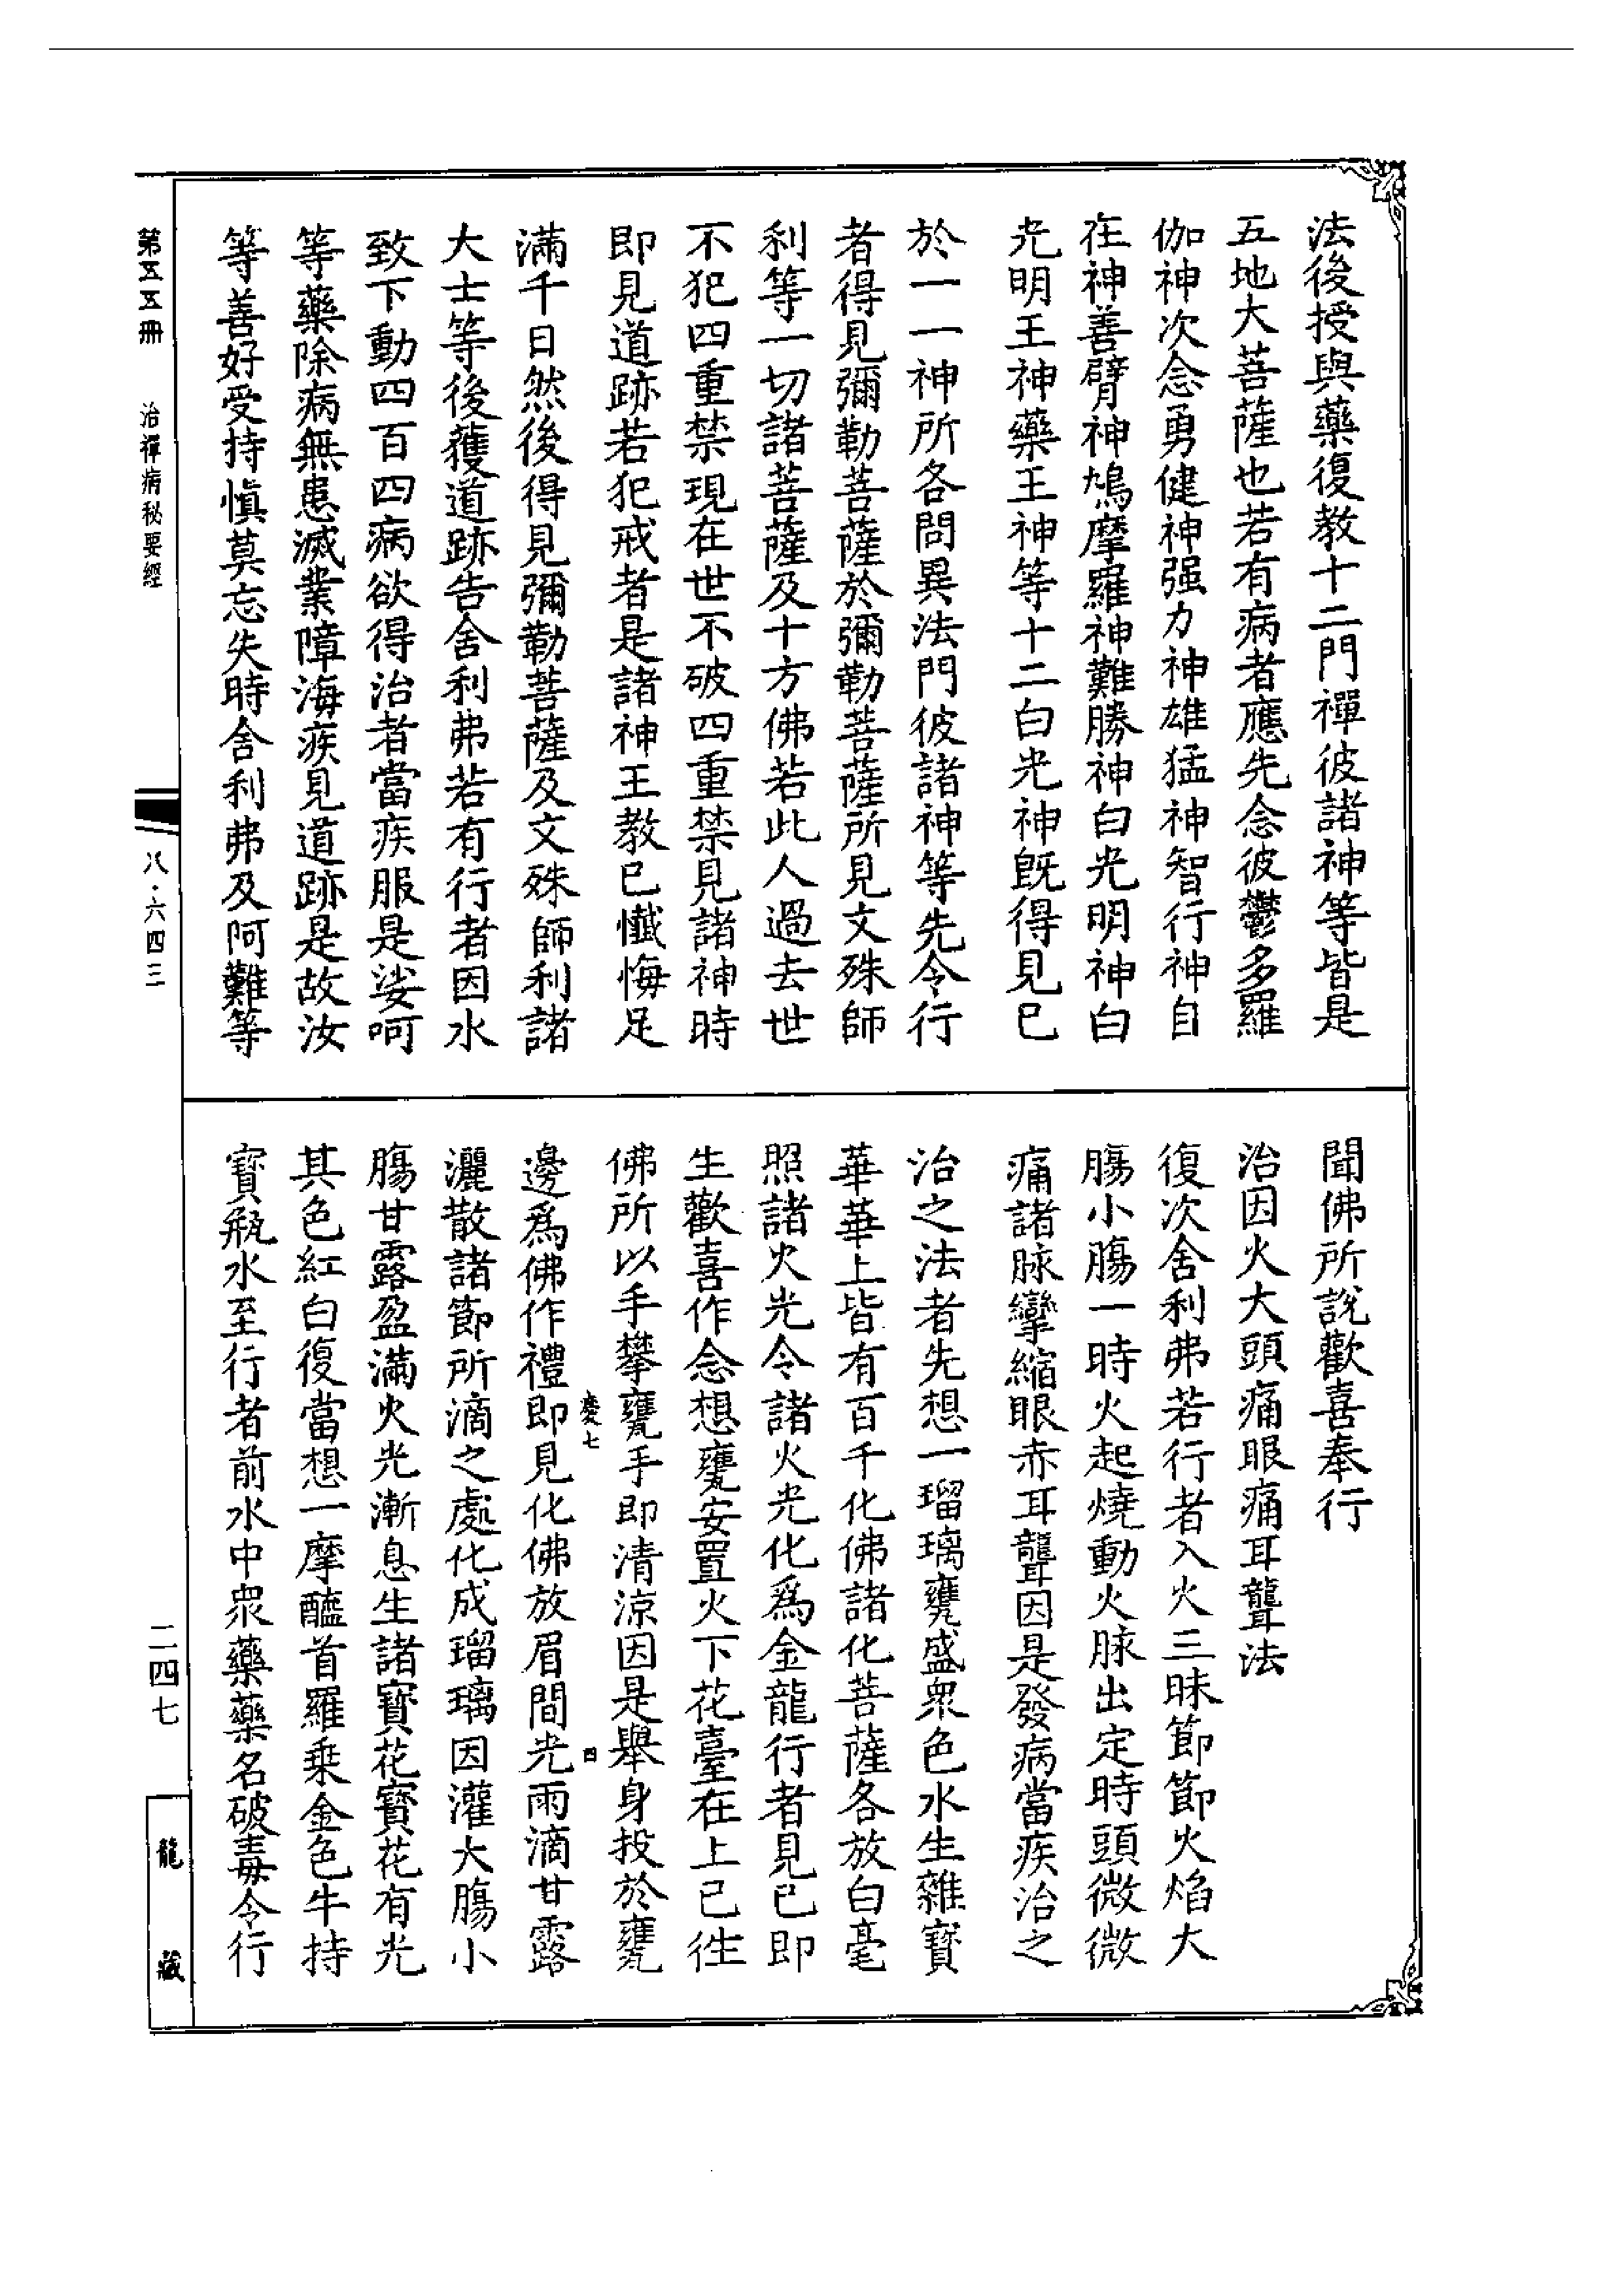 法後授與藥復教十二門禪彼諸神等皆是
五地大菩薩也若有病者應先念彼鬱多羅
伽神次念勇健神强力神雄猛神智行神自
在神善臂神鳩摩羅神難勝神白光明神白
光明王神藥王神等十二白光神旣得見已
於一一神所各問異法門彼諸神等先令行
者得見彌勒菩薩於彌勒菩薩所見文殊師
利等一切諸菩薩及十方佛若此人過去世
不犯四重禁現在世不破四重禁見諸神時
即見道跡若犯戒者是諸神王教已懺悔足
滿千日然後得見彌勒菩薩及文殊師利諸
大士等後獲道跡告舍利弗若有行者因水
致下動四百四病欲得治者當疾服是娑呵
等藥除病無患滅業障海疾見道跡是故汝
等善好受持慎莫忘失時舍利弗及阿難等
聞佛所說歡喜奉行
治因火大頭痛眼痛耳聾法
復次舍利弗若行者入火三昧節節火焰大
腸小腸一時火起燒動火脉出定時頭微微
痛諸脉攣縮眼赤耳聾因是發病當疾治之
治之法者先想一瑠璃甕盛眾色水生雜寶
華華上皆有百千化佛諸化菩薩各放白毫
照諸火光令諸火光化爲金龍行者見已即
生歡喜作念想甕安置火下花臺在上已往
佛所以手攀甕手即清涼因是舉身投於甕
慶七
四
邊爲佛作禮即見化佛放眉間光雨滴甘露
灑散諸節所滴之處化成瑠璃因灌大腸小
腸甘露盈滿火光漸息生諸寶花寶花有光
其色紅白復當想一摩醯首羅乘金色牛持
寶瓶水至行者前水中眾藥藥名破毒令行
第五五冊
治禪病秘要經
八·六四三
二四七
龍藏